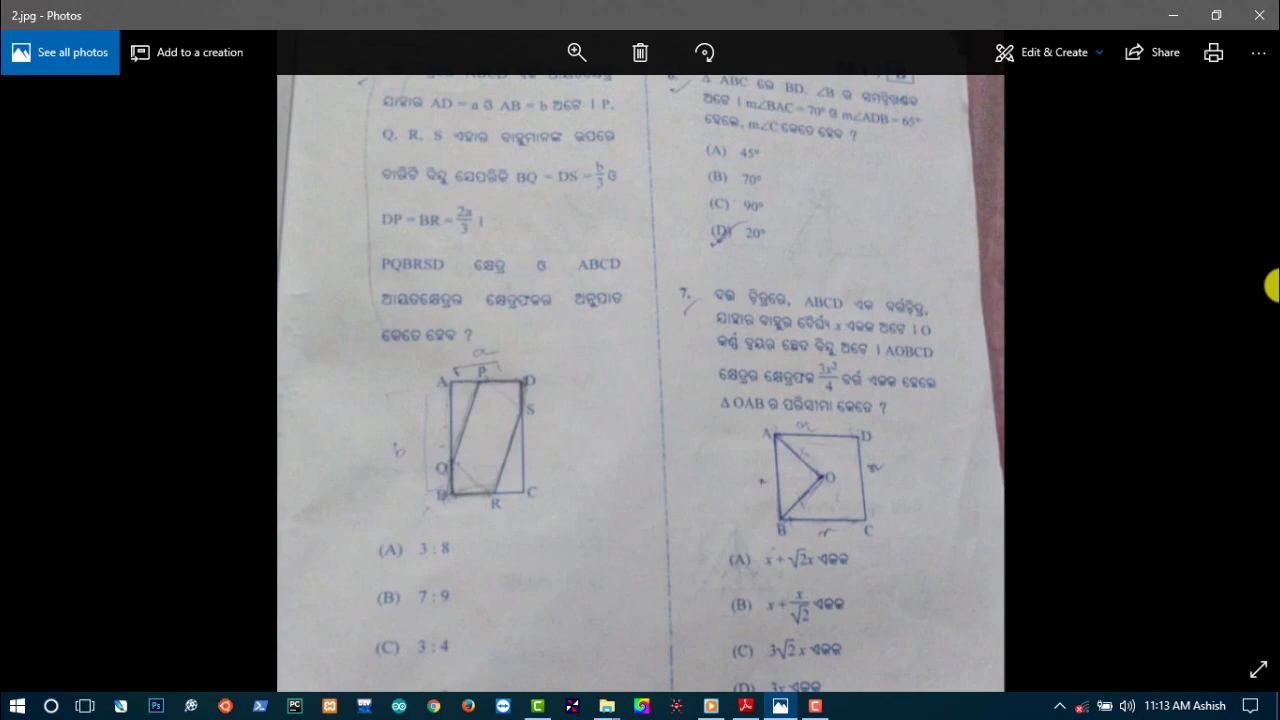 2.jpg - Photos
See all photos
Add to a creation
Edit & Create
Share
ଯାହାର AD = a ଓ AB = b ଅଟେ । P,
Q, R, S ଏହାର ବାହୁମାନଙ୍କ ଉପରେ
ଚାରିଟି ବିନ୍ଦୁ ଯେପରିକି BQ = DS = b/3 ଓ
DP = BR = 2a/3 ।
PQBRSD କ୍ଷେତ୍ର ଓ ABCD
ଆୟତକ୍ଷେତ୍ରର କ୍ଷେତ୍ରଫଳର ଅନୁପାତ
କେତେ ହେବ ?
a
A P D
S
b
Q
B R C
(A) 3 : 8
(B) 7 : 9
(C) 3 : 4
Δ ABC ରେ BD, ∠B ର ସମଦ୍ବିଖଣ୍ଡକ
ଅଟେ । m∠BAC = 70° ଓ m∠ADB = 65°
ହେଲେ, m∠C କେତେ ହେବ ?
(A) 45°
(B) 70°
(C) 90°
(D) 20°
7. ଦତ୍ତ ଚିତ୍ରରେ, ABCD ଏକ ବର୍ଗଚିତ୍ର,
ଯାହାର ବାହୁର ଦୈର୍ଘ୍ୟ x ଏକକ ଅଟେ । O
କର୍ଣ୍ଣ ଦ୍ୱୟର ଛେଦ ବିନ୍ଦୁ ଅଟେ । AOBCD
କ୍ଷେତ୍ରର କ୍ଷେତ୍ରଫଳ 3x²/4 ବର୍ଗ ଏକକ ହେଲେ
Δ OAB ର ପରିସୀମା କେତେ ?
A D
O
B C
(A) x + √2x ଏକକ
(B) x + x/√2 ଏକକ
(C) 3√2 x ଏକକ
(D) 3x ଏକକ
11:13 AM Ashish